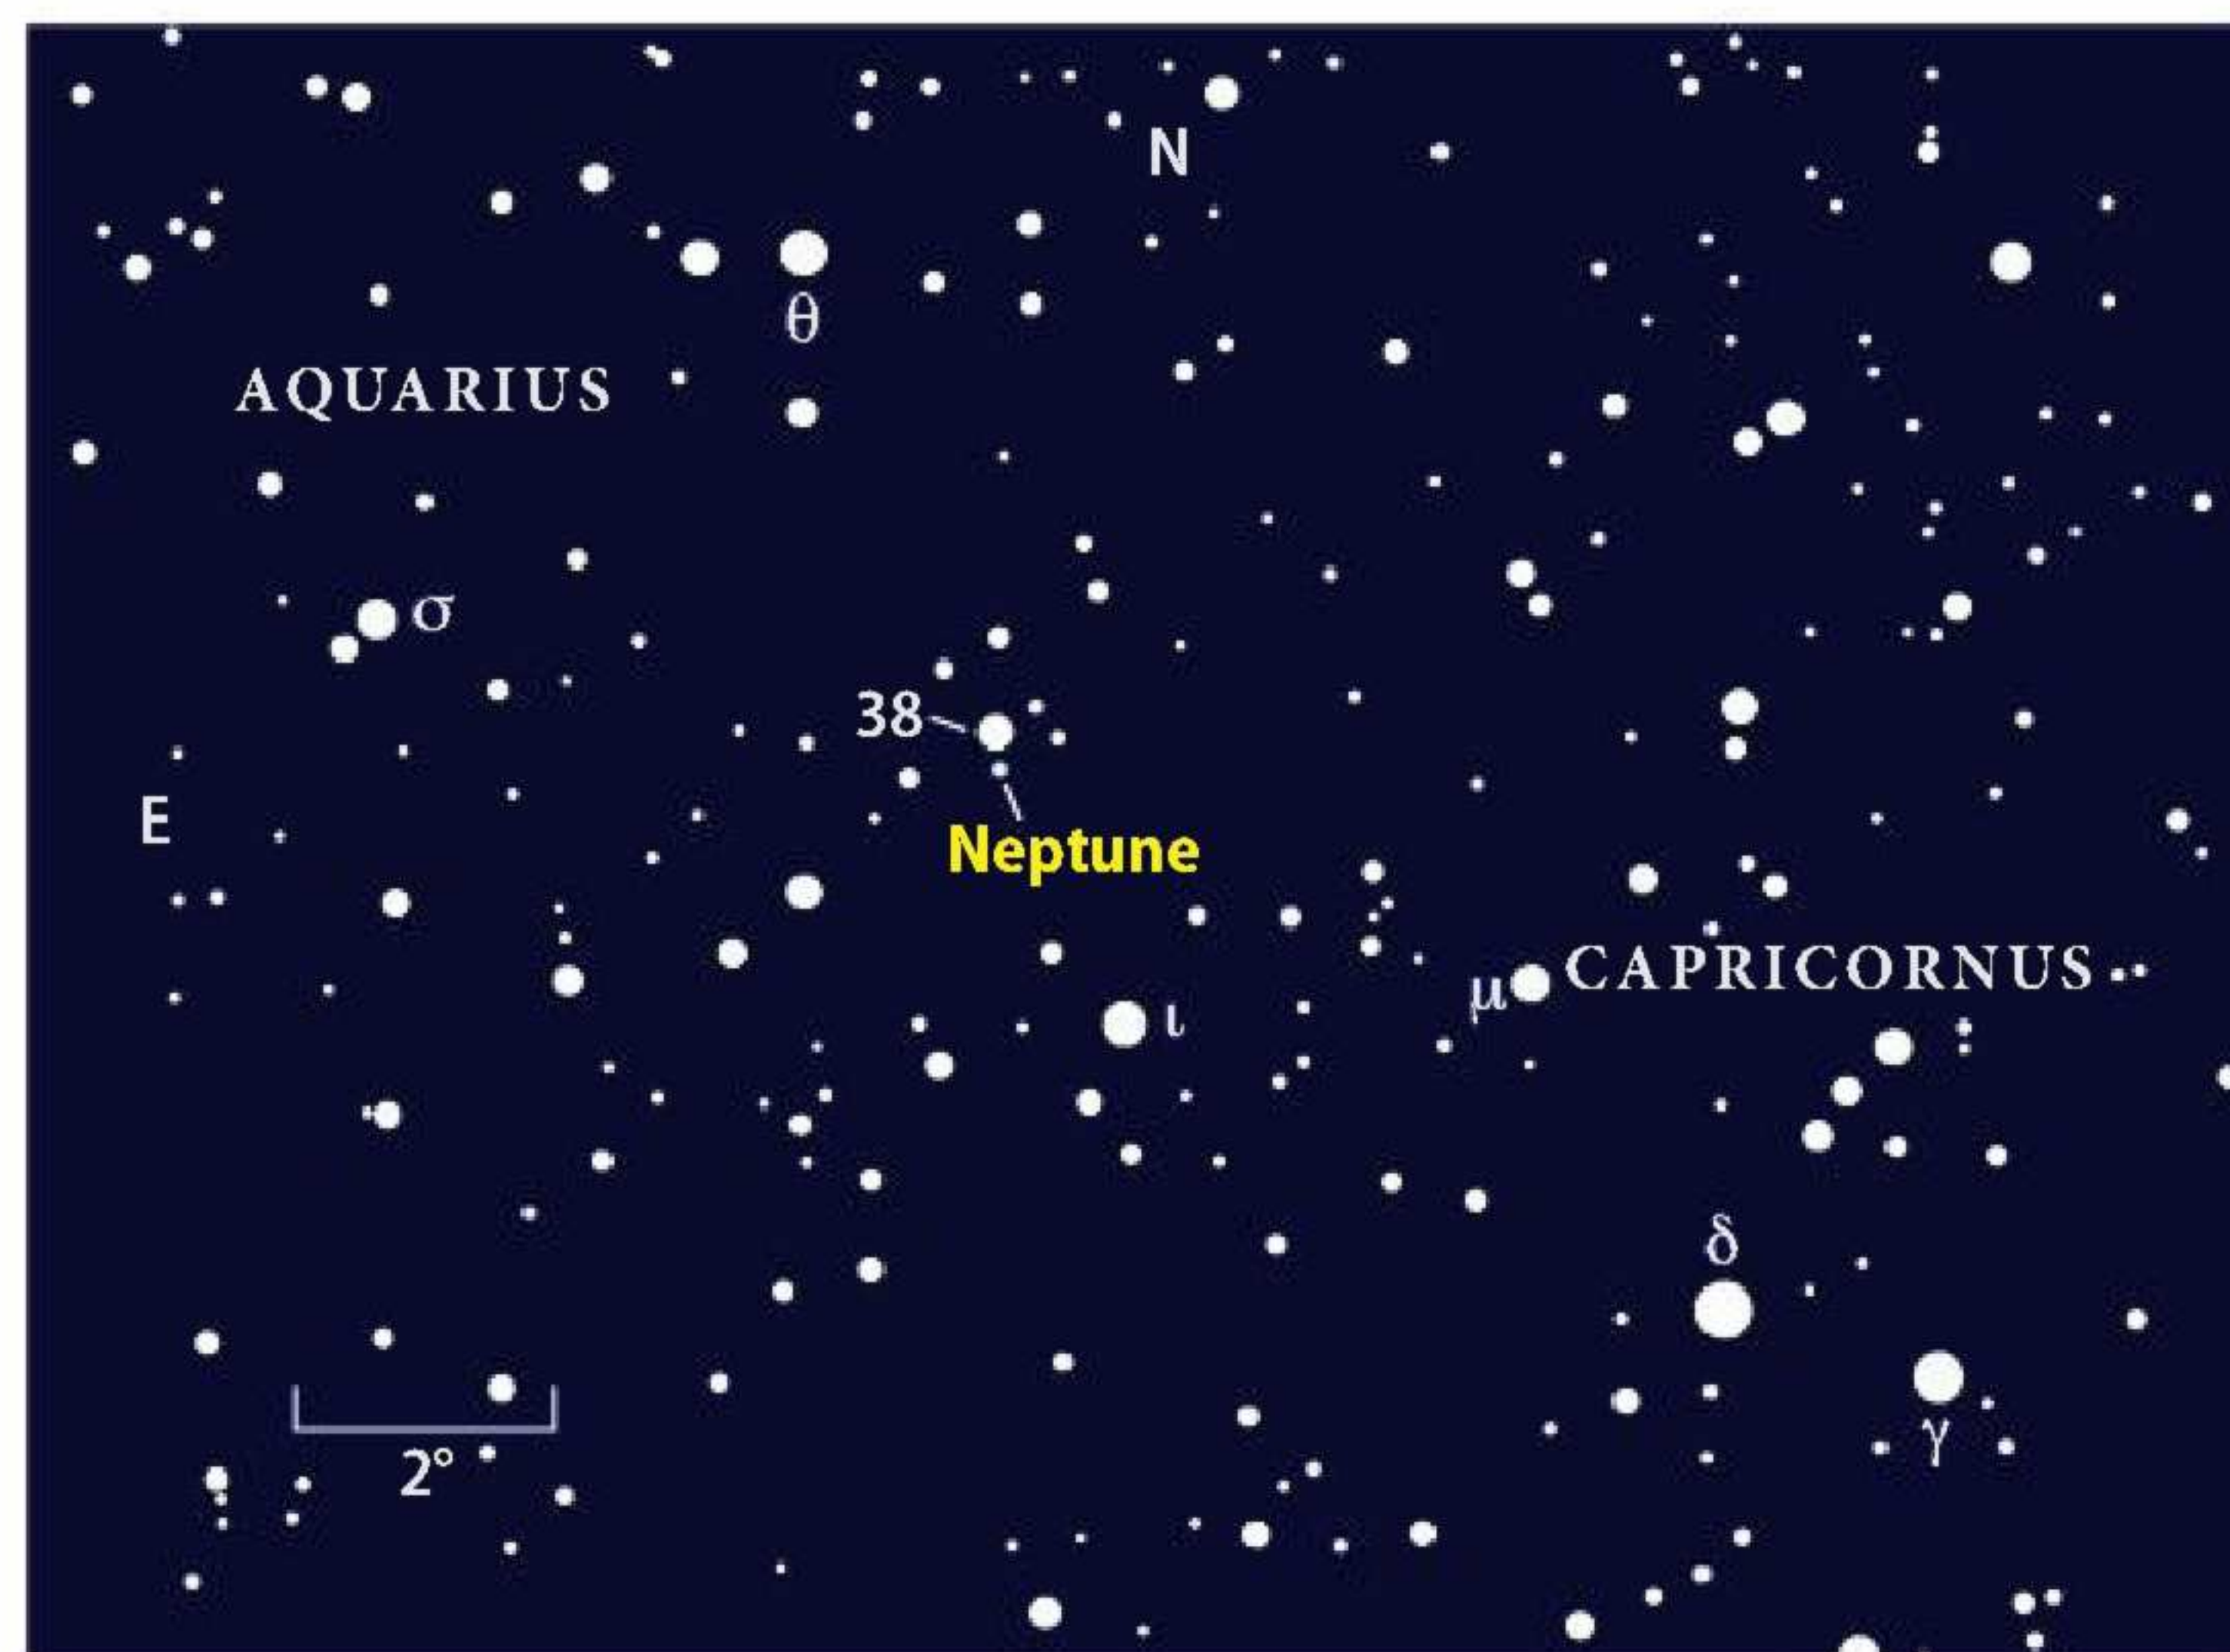 N
θ
AQUARIUS
σ
38
E
Neptune
CAPRICORNUS
μ
ι
δ
γ
2°